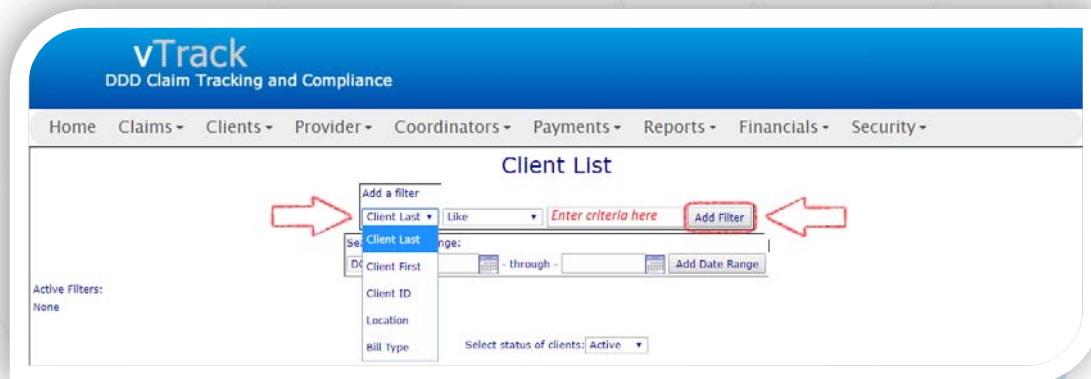 vTrack
DDD Claim Tracking and Compliance
Home Claims Clients Provider Coordinators Payments Reports Financials Security
Client List
Add a filter
Client Last Like Enter criteria here Add Filter
Client Last nge:
Client First - through - Add Date Range
Active Filters:
Client ID
None
Location
Bill Type Select status of clients: Active